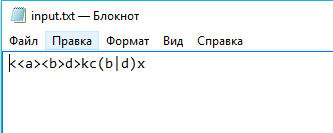 input.txt — Блокнот
Файл Правка Формат Вид Справка
<<a><b>d>kc(b|d)x